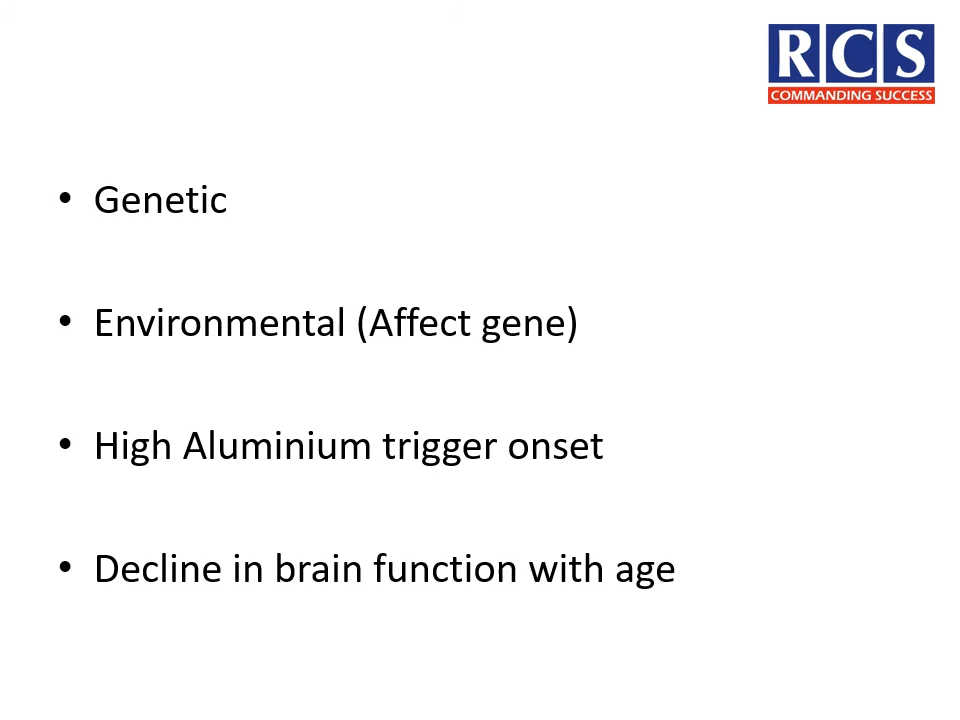 RCS
COMMANDING SUCCESS
• Genetic
• Environmental (Affect gene)
• High Aluminium trigger onset
• Decline in brain function with age